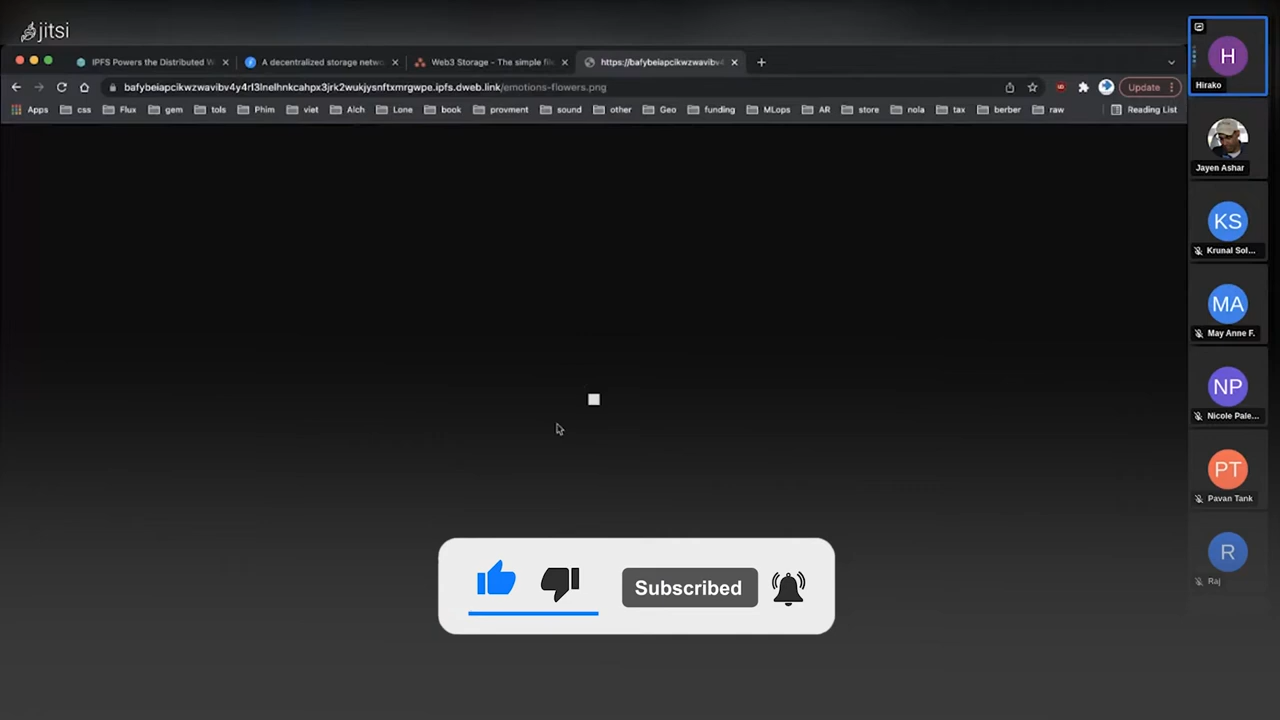 jitsi
IPFS Powers the Distributed W
A decentralized storage netwo
Web3 Storage - The simple file
https://bafybeiapcikwzwavibv4
bafybeiapcikwzwavibv4y4rl3lnelhnkcahpx3jrk2wukjysnftxmrgwpe.ipfs.dweb.link/emotions-flowers.png
Update
Apps css Flux gem tols Phim viet Alch Lone book provment sound other Geo funding MLops AR store nola tax berber raw Reading List
H
Hirako
Jayen Ashar
KS
Krunal Sol...
MA
May Anne F.
NP
Nicole Pale...
PT
Pavan Tank
R
Raj
Subscribed